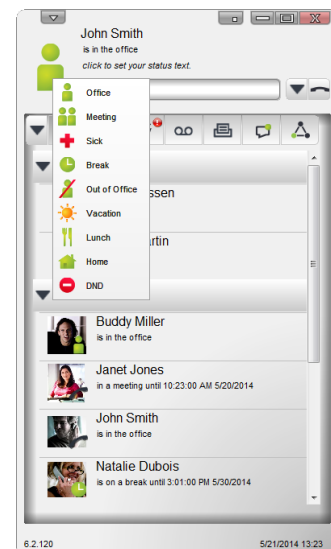 John Smith
is in the office
click to set your status text.
Office
Meeting
Sick
Break
Out of Office
Vacation
Lunch
Home
DND
ssen
artin
Buddy Miller
is in the office
Janet Jones
in a meeting until 10:23:00 AM 5/20/2014
John Smith
is in the office
Natalie Dubois
is on a break until 3:01:00 PM 5/30/2014
6.2.120
5/21/2014 13:23